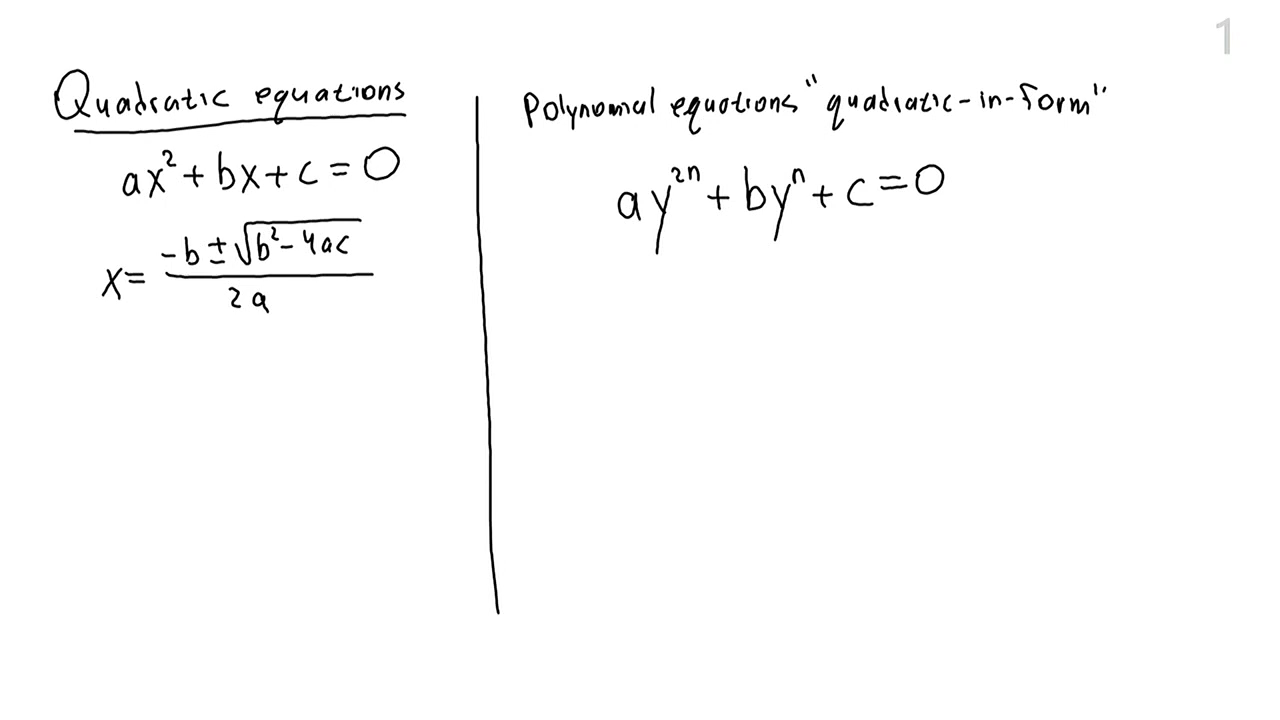 1
Quadratic equations
ax² + bx + c = 0
x = (-b ± √(b² - 4ac)) / 2a
Polynomial equations "quadratic-in-form"
ay²ⁿ + byⁿ + c = 0